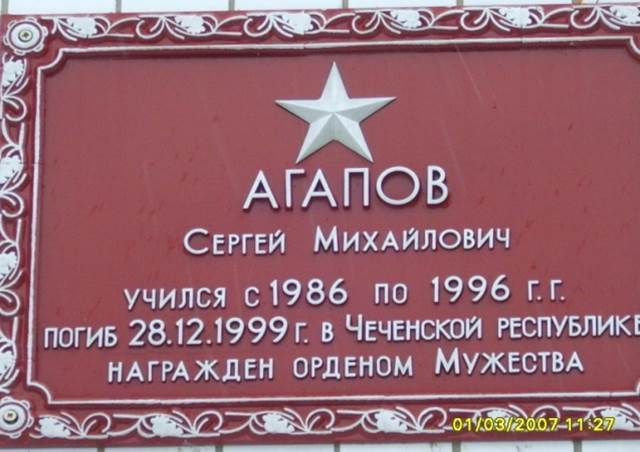 АГАПОВ
Сергей Михайлович
учился с 1986 по 1996 г.г.
погиб 28.12.1999 г. в Чеченской республике
награжден орденом Мужества
01/03/2007 11:27